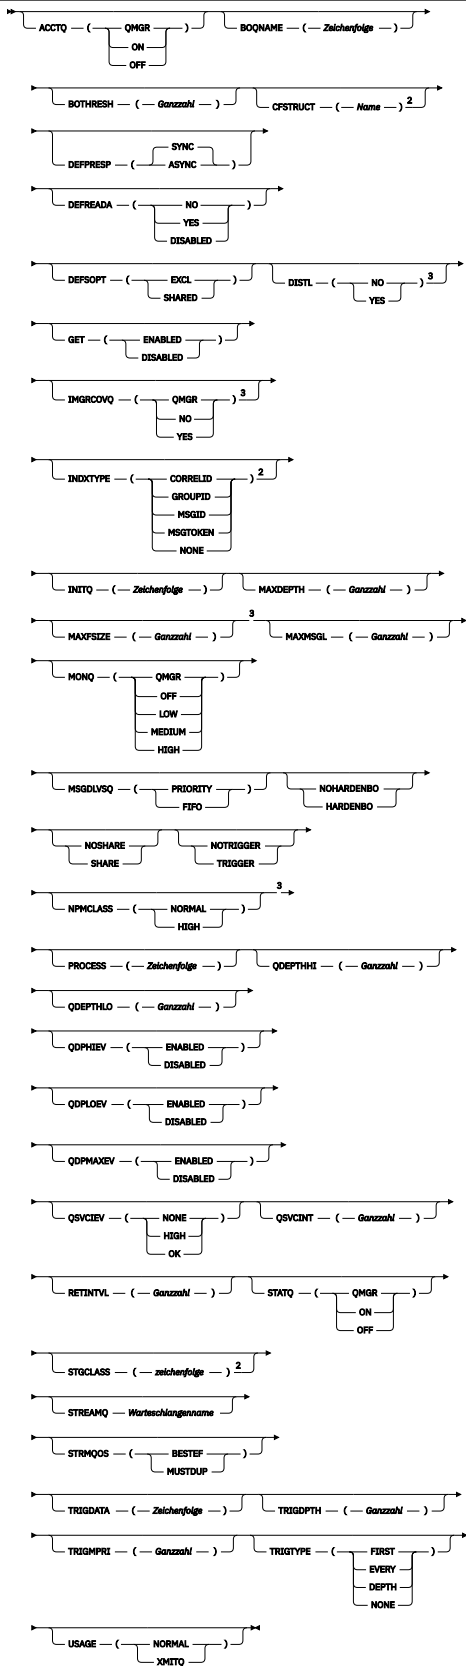 ACCTQ ( QMGR ) BOQNAME ( Zeichenfolge )
ON
OFF
BOTHRESH ( Ganzzahl ) CFSTRUCT ( Name ) 2
SYNC
DEFPRESP ( ASYNC )
DEFREADA ( NO )
YES
DISABLED
DEFSOPT ( EXCL ) DISTL ( NO ) 3
SHARED YES
GET ( ENABLED )
DISABLED
IMGRCOVQ ( QMGR ) 3
NO
YES
INDXTYPE ( CORRELID ) 2
GROUPID
MSGID
MSGTOKEN
NONE
INITQ ( Zeichenfolge ) MAXDEPTH ( Ganzzahl )
MAXFSIZE ( Ganzzahl ) 3 MAXMSGL ( Ganzzahl )
MONQ ( QMGR )
OFF
LOW
MEDIUM
HIGH
MSGDLVSQ ( PRIORITY ) NOHARDENBO
FIFO HARDENBO
NOSHARE NOTRIGGER
SHARE TRIGGER
NPMCLASS ( NORMAL ) 3
HIGH
PROCESS ( Zeichenfolge ) QDEPTHHI ( Ganzzahl )
QDEPTHLO ( Ganzzahl )
QDPHIEV ( ENABLED )
DISABLED
QDPLOEV ( ENABLED )
DISABLED
QDPMAXEV ( ENABLED )
DISABLED
QSVCIEV ( NONE ) QSVCINT ( Ganzzahl )
HIGH
OK
RETINTVL ( Ganzzahl ) STATQ ( QMGR )
ON
OFF
STGCLASS ( zeichenfolge ) 2
STREAMQ Warteschlangenname
STRMQOS ( BESTEF )
MUSTDUP
TRIGDATA ( Zeichenfolge ) TRIGDPTH ( Ganzzahl )
TRIGMPRI ( Ganzzahl ) TRIGTYPE ( FIRST )
EVERY
DEPTH
NONE
USAGE ( NORMAL )
XMITQ